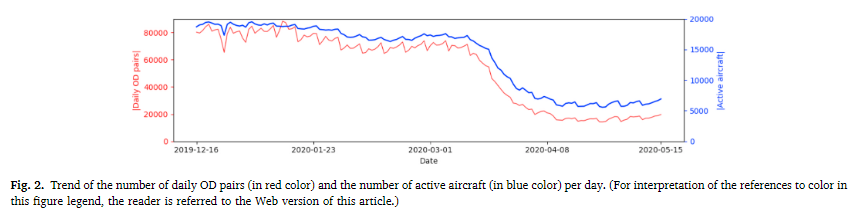 80000
60000
40000
20000
0
|Daily OD pairs|
20000
15000
10000
5000
0
|Active aircraft|
2019-12-16 2020-01-23 2020-03-01 2020-04-08 2020-05-15
Date
Fig. 2. Trend of the number of daily OD pairs (in red color) and the number of active aircraft (in blue color) per day. (For interpretation of the references to color in
this figure legend, the reader is referred to the Web version of this article.)